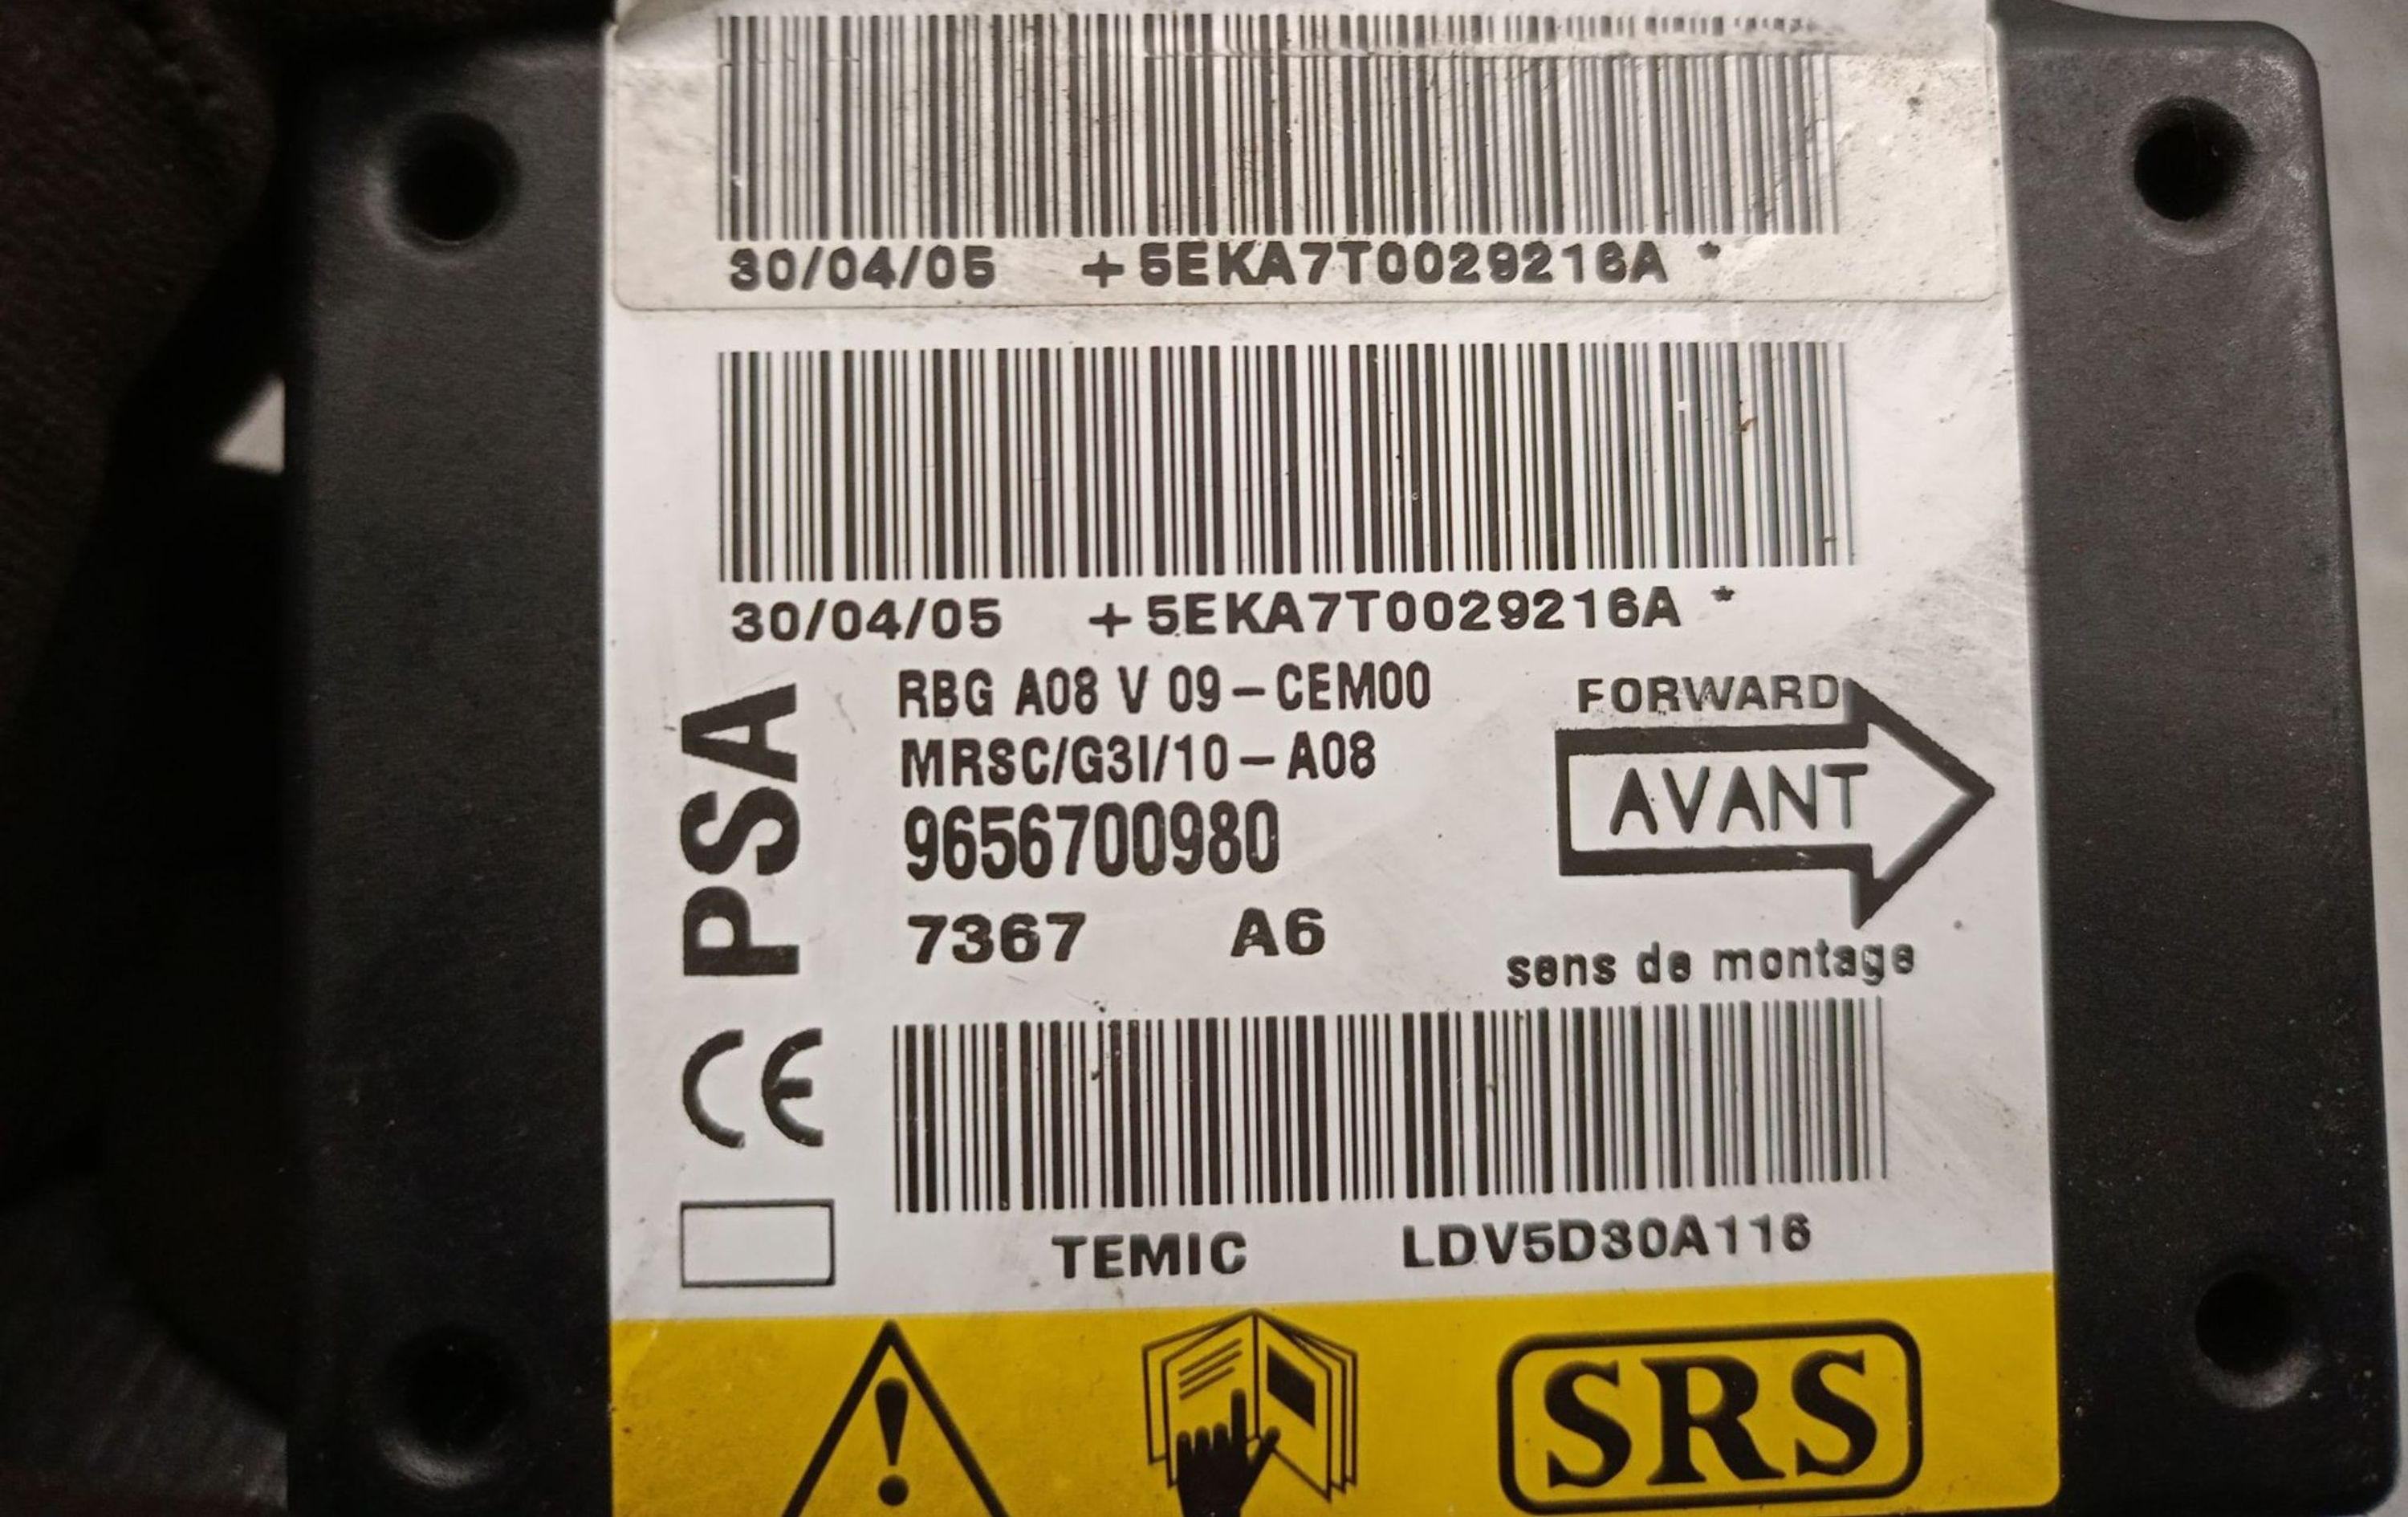 30/04/05 +5EKA7T0029216A *
30/04/05 +5EKA7T0029216A *
PSA
RBG A08 V 09-CEM00
MRSC/G3I/10-A08
9656700980
7367 A6
FORWARD
AVANT
sens de montage
CE
TEMIC LDV5D30A116
SRS